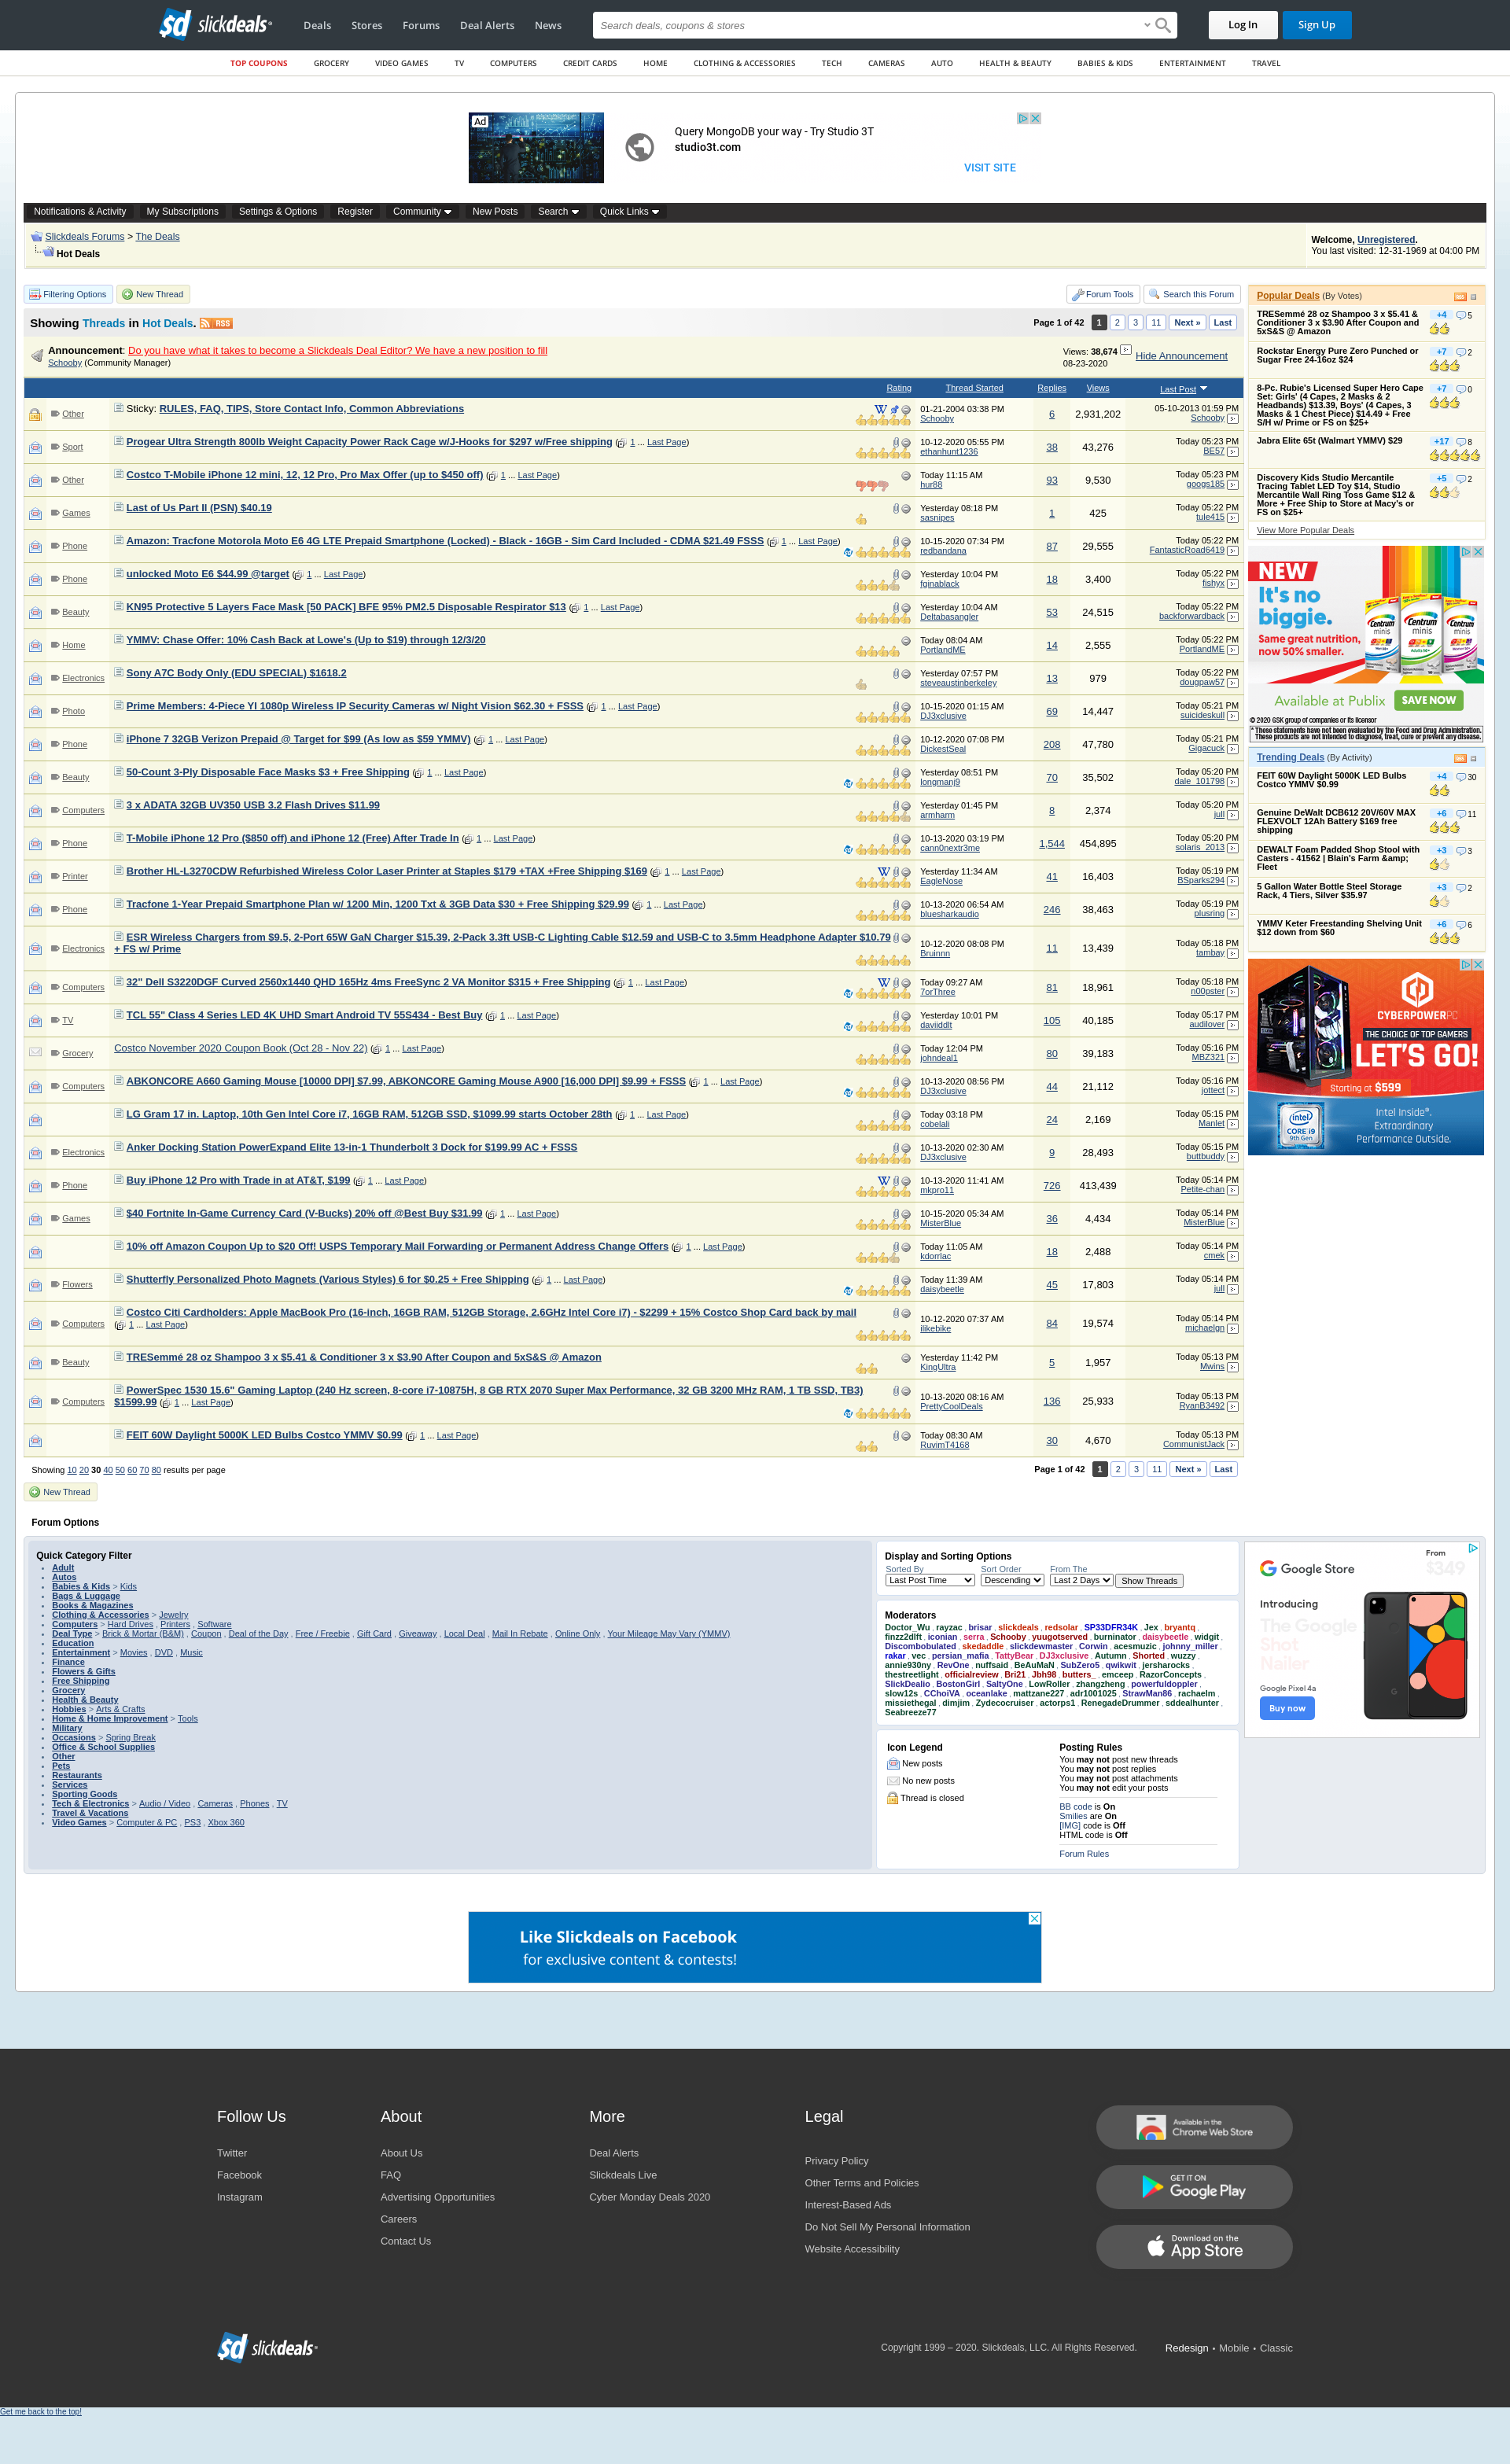 slickdeals
Deals Stores Forums Deal Alerts News
Search deals, coupons & stores
Log In Sign Up
TOP COUPONS GROCERY VIDEO GAMES TV COMPUTERS CREDIT CARDS HOME CLOTHING & ACCESSORIES TECH CAMERAS AUTO HEALTH & BEAUTY BABIES & KIDS ENTERTAINMENT TRAVEL
Ad
Query MongoDB your way - Try Studio 3T
studio3t.com
VISIT SITE
Notifications & Activity My Subscriptions Settings & Options Register Community New Posts Search Quick Links
Slickdeals Forums > The Deals
Hot Deals
Welcome, Unregistered.
You last visited: 12-31-1969 at 04:00 PM
Filtering Options New Thread
Forum Tools Search this Forum
Showing Threads in Hot Deals. RSS
Page 1 of 42 1 2 3 11 Next » Last
Announcement: Do you have what it takes to become a Slickdeals Deal Editor? We have a new position to fill
Schooby (Community Manager)
Views: 38,674
08-23-2020
Hide Announcement
Rating Thread Started Replies Views Last Post
Other Sticky: RULES, FAQ, TIPS, Store Contact Info, Common Abbreviations 01-21-2004 03:38 PM Schooby 6 2,931,202 05-10-2013 01:59 PM Schooby
Sport Progear Ultra Strength 800lb Weight Capacity Power Rack Cage w/J-Hooks for $297 w/Free shipping ( 1 ... Last Page) 10-12-2020 05:55 PM ethanhunt1236 38 43,276 Today 05:23 PM BE57
Other Costco T-Mobile iPhone 12 mini, 12, 12 Pro, Pro Max Offer (up to $450 off) ( 1 ... Last Page) Today 11:15 AM hur88 93 9,530 Today 05:23 PM googs185
Games Last of Us Part II (PSN) $40.19 Yesterday 08:18 PM sasnipes 1 425 Today 05:22 PM tule415
Phone Amazon: Tracfone Motorola Moto E6 4G LTE Prepaid Smartphone (Locked) - Black - 16GB - Sim Card Included - CDMA $21.49 FSSS ( 1 ... Last Page) 10-15-2020 07:34 PM redbandana 87 29,555 Today 05:22 PM FantasticRoad6419
Phone unlocked Moto E6 $44.99 @target ( 1 ... Last Page) Yesterday 10:04 PM fginablack 18 3,400 Today 05:22 PM fishyx
Beauty KN95 Protective 5 Layers Face Mask [50 PACK] BFE 95% PM2.5 Disposable Respirator $13 ( 1 ... Last Page) Yesterday 10:04 AM Deltabasangler 53 24,515 Today 05:22 PM backforwardback
Home YMMV: Chase Offer: 10% Cash Back at Lowe's (Up to $19) through 12/3/20 Today 08:04 AM PortlandME 14 2,555 Today 05:22 PM PortlandME
Electronics Sony A7C Body Only (EDU SPECIAL) $1618.2 Yesterday 07:57 PM steveaustinberkeley 13 979 Today 05:22 PM dougpaw57
Photo Prime Members: 4-Piece YI 1080p Wireless IP Security Cameras w/ Night Vision $62.30 + FSSS ( 1 ... Last Page) 10-15-2020 01:15 AM DJ3xclusive 69 14,447 Today 05:21 PM suicideskull
Phone iPhone 7 32GB Verizon Prepaid @ Target for $99 (As low as $59 YMMV) ( 1 ... Last Page) 10-12-2020 07:08 PM DickestSeal 208 47,780 Today 05:21 PM Gigacuck
Beauty 50-Count 3-Ply Disposable Face Masks $3 + Free Shipping ( 1 ... Last Page) Yesterday 08:51 PM longmanj9 70 35,502 Today 05:20 PM dale_101798
Computers 3 x ADATA 32GB UV350 USB 3.2 Flash Drives $11.99 Yesterday 01:45 PM armharm 8 2,374 Today 05:20 PM jull
Phone T-Mobile iPhone 12 Pro ($850 off) and iPhone 12 (Free) After Trade In ( 1 ... Last Page) 10-13-2020 03:19 PM cann0nextr3me 1,544 454,895 Today 05:20 PM solaris_2013
Printer Brother HL-L3270CDW Refurbished Wireless Color Laser Printer at Staples $179 +TAX +Free Shipping $169 ( 1 ... Last Page) Yesterday 11:34 AM EagleNose 41 16,403 Today 05:19 PM BSparks294
Phone Tracfone 1-Year Prepaid Smartphone Plan w/ 1200 Min, 1200 Txt & 3GB Data $30 + Free Shipping $29.99 ( 1 ... Last Page) 10-13-2020 06:54 AM bluesharkaudio 246 38,463 Today 05:19 PM plusring
Electronics ESR Wireless Chargers from $9.5, 2-Port 65W GaN Charger $15.39, 2-Pack 3.3ft USB-C Lighting Cable $12.59 and USB-C to 3.5mm Headphone Adapter $10.79 + FS w/ Prime 10-12-2020 08:08 PM Bruinnn 11 13,439 Today 05:18 PM tambay
Computers 32" Dell S3220DGF Curved 2560x1440 QHD 165Hz 4ms FreeSync 2 VA Monitor $315 + Free Shipping ( 1 ... Last Page) Today 09:27 AM 7orThree 81 18,961 Today 05:18 PM n00pster
TV TCL 55" Class 4 Series LED 4K UHD Smart Android TV 55S434 - Best Buy ( 1 ... Last Page) Yesterday 10:01 PM daviiddlt 105 40,185 Today 05:17 PM audilover
Grocery Costco November 2020 Coupon Book (Oct 28 - Nov 22) ( 1 ... Last Page) Today 12:04 PM johndeal1 80 39,183 Today 05:16 PM MBZ321
Computers ABKONCORE A660 Gaming Mouse [10000 DPI] $7.99, ABKONCORE Gaming Mouse A900 [16,000 DPI] $9.99 + FSSS ( 1 ... Last Page) 10-13-2020 08:56 PM DJ3xclusive 44 21,112 Today 05:16 PM jottect
LG Gram 17 in. Laptop, 10th Gen Intel Core i7, 16GB RAM, 512GB SSD, $1099.99 starts October 28th ( 1 ... Last Page) Today 03:18 PM cobelali 24 2,169 Today 05:15 PM Manlet
Electronics Anker Docking Station PowerExpand Elite 13-in-1 Thunderbolt 3 Dock for $199.99 AC + FSSS 10-13-2020 02:30 AM DJ3xclusive 9 28,493 Today 05:15 PM buttbuddy
Phone Buy iPhone 12 Pro with Trade in at AT&T, $199 ( 1 ... Last Page) 10-13-2020 11:41 AM mkpro11 726 413,439 Today 05:14 PM Petite-chan
Games $40 Fortnite In-Game Currency Card (V-Bucks) 20% off @Best Buy $31.99 ( 1 ... Last Page) 10-15-2020 05:34 AM MisterBlue 36 4,434 Today 05:14 PM MisterBlue
10% off Amazon Coupon Up to $20 Off! USPS Temporary Mail Forwarding or Permanent Address Change Offers ( 1 ... Last Page) Today 11:05 AM kdorrlac 18 2,488 Today 05:14 PM cmek
Flowers Shutterfly Personalized Photo Magnets (Various Styles) 6 for $0.25 + Free Shipping ( 1 ... Last Page) Today 11:39 AM daisybeetle 45 17,803 Today 05:14 PM jull
Computers Costco Citi Cardholders: Apple MacBook Pro (16-inch, 16GB RAM, 512GB Storage, 2.6GHz Intel Core i7) - $2299 + 15% Costco Shop Card back by mail ( 1 ... Last Page) 10-12-2020 07:37 AM ilikebike 84 19,574 Today 05:14 PM michaelgn
Beauty TRESemmé 28 oz Shampoo 3 x $5.41 & Conditioner 3 x $3.90 After Coupon and 5xS&S @ Amazon Yesterday 11:42 PM KingUltra 5 1,957 Today 05:13 PM Mwins
Computers PowerSpec 1530 15.6" Gaming Laptop (240 Hz screen, 8-core i7-10875H, 8 GB RTX 2070 Super Max Performance, 32 GB 3200 MHz RAM, 1 TB SSD, TB3) $1599.99 ( 1 ... Last Page) 10-13-2020 08:16 AM PrettyCoolDeals 136 25,933 Today 05:13 PM RyanB3492
FEIT 60W Daylight 5000K LED Bulbs Costco YMMV $0.99 ( 1 ... Last Page) Today 08:30 AM RuvimT4168 30 4,670 Today 05:13 PM CommunistJack
Showing 10 20 30 40 50 60 70 80 results per page
Page 1 of 42 1 2 3 11 Next » Last
New Thread
Popular Deals (By Votes)
TRESemmé 28 oz Shampoo 3 x $5.41 & Conditioner 3 x $3.90 After Coupon and 5xS&S @ Amazon +4 5
Rockstar Energy Pure Zero Punched or Sugar Free 24-16oz $24 +7 2
8-Pc. Rubie's Licensed Super Hero Cape Set: Girls' (4 Capes, 2 Masks & 2 Headbands) $13.39, Boys' (4 Capes, 3 Masks & 1 Chest Piece) $14.49 + Free S/H w/ Prime or FS on $25+ +7 0
Jabra Elite 65t (Walmart YMMV) $29 +17 8
Discovery Kids Studio Mercantile Tracing Tablet LED Toy $14, Studio Mercantile Wall Ring Toss Game $12 & More + Free Ship to Store at Macy's or FS on $25+ +5 2
View More Popular Deals
NEW
It's no biggie.
Same great nutrition, now 50% smaller.
Centrum minis
Centrum minis
Centrum minis
Available at Publix SAVE NOW
© 2020 GSK group of companies or its licensor
* These statements have not been evaluated by the Food and Drug Administration. These products are not intended to diagnose, treat, cure or prevent any disease.
Trending Deals (By Activity)
FEIT 60W Daylight 5000K LED Bulbs Costco YMMV $0.99 +4 30
Genuine DeWalt DCB612 20V/60V MAX FLEXVOLT 12Ah Battery $169 free shipping +6 11
DEWALT Foam Padded Shop Stool with Casters - 41562 | Blain's Farm &amp; Fleet +3 3
5 Gallon Water Bottle Steel Storage Rack, 4 Tiers, Silver $35.97 +3 2
YMMV Keter Freestanding Shelving Unit $12 down from $60 +6 6
CYBERPOWERPC
THE CHOICE OF TOP GAMERS
LET'S GO!
Starting at $599
intel CORE i9 9th Gen
Intel Inside®. Extraordinary Performance Outside.
Forum Options
Quick Category Filter
Adult
Autos
Babies & Kids > Kids
Bags & Luggage
Books & Magazines
Clothing & Accessories > Jewelry
Computers > Hard Drives , Printers , Software
Deal Type > Brick & Mortar (B&M) , Coupon , Deal of the Day , Free / Freebie , Gift Card , Giveaway , Local Deal , Mail In Rebate , Online Only , Your Mileage May Vary (YMMV)
Education
Entertainment > Movies , DVD , Music
Finance
Flowers & Gifts
Free Shipping
Grocery
Health & Beauty
Hobbies > Arts & Crafts
Home & Home Improvement > Tools
Military
Occasions > Spring Break
Office & School Supplies
Other
Pets
Restaurants
Services
Sporting Goods
Tech & Electronics > Audio / Video , Cameras , Phones , TV
Travel & Vacations
Video Games > Computer & PC , PS3 , Xbox 360
Display and Sorting Options
Sorted By Sort Order From The
Last Post Time Descending Last 2 Days Show Threads
Moderators
Doctor_Wu , rayzac , brisar , slickdeals , redsolar , SP33DFR34K , Jex , bryantq ,
finzz2dift , iconian , serra , Schooby , yuugotserved , burninator , daisybeetle , widgit ,
Discombobulated , skedaddle , slickdewmaster , Corwin , acesmuzic , johnny_miller ,
rakar , vec , persian_mafia , TattyBear , DJ3xclusive , Autumn , Shorted , wuzzy ,
annie930ny , RevOne , nuffsaid , BeAuMaN , SubZero5 , qwikwit , jersharocks ,
thestreetlight , officialreview , Bri21 , Jbh98 , butters_ , emceep , RazorConcepts ,
SlickDealio , BostonGirl , SaltyOne , LowRoller , zhangzheng , powerfuldoppler ,
slow12s , CChoiVA , oceanlake , mattzane227 , adr1001025 , StrawMan86 , rachaelm ,
missiethegal , dimjim , Zydecocruiser , actorps1 , RenegadeDrummer , sddealhunter ,
Seabreeze77
Icon Legend
New posts
No new posts
Thread is closed
Posting Rules
You may not post new threads
You may not post replies
You may not post attachments
You may not edit your posts
BB code is On
Smilies are On
[IMG] code is Off
HTML code is Off
Forum Rules
Google Store
From $349
Introducing
The Google Shot Nailer
Google Pixel 4a
Buy now
Like Slickdeals on Facebook
for exclusive content & contests!
Follow Us
Twitter
Facebook
Instagram
About
About Us
FAQ
Advertising Opportunities
Careers
Contact Us
More
Deal Alerts
Slickdeals Live
Cyber Monday Deals 2020
Legal
Privacy Policy
Other Terms and Policies
Interest-Based Ads
Do Not Sell My Personal Information
Website Accessibility
Available in the Chrome Web Store
GET IT ON Google Play
Download on the App Store
slickdeals
Copyright 1999 – 2020. Slickdeals, LLC. All Rights Reserved.
Redesign • Mobile • Classic
Get me back to the top!